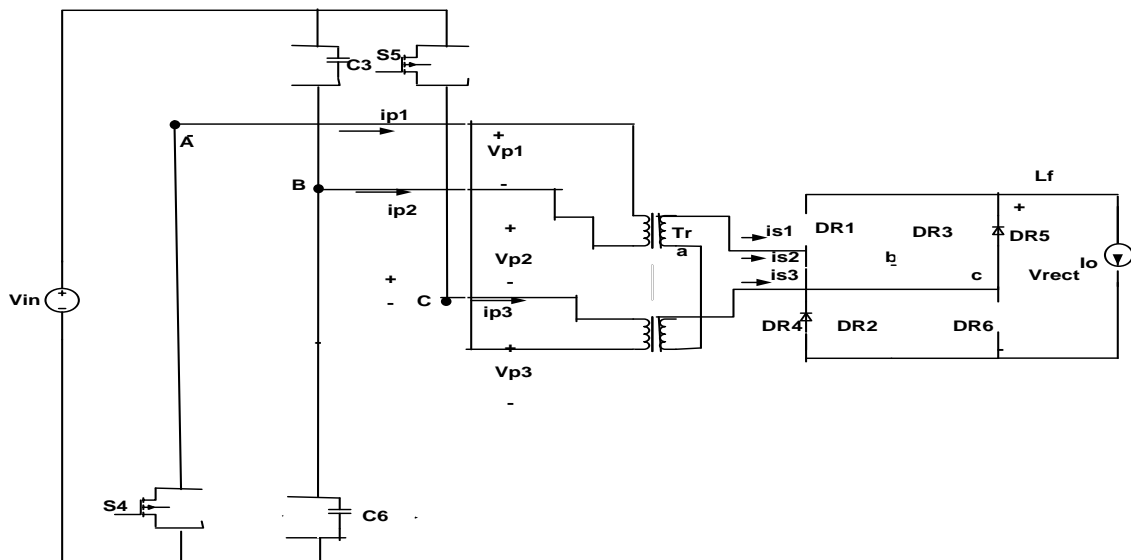 S5
C3
ip1
A
+
Vp1
-
B
ip2
Lf
+
Tr
a
is1
is2
is3
DR1
DR3
DR5
b
Vrect
Io
+
Vp2
-
Vin
+
-
+
-
C
ip3
c
DR4
DR2
DR6
-
+
Vp3
-
S4
C6